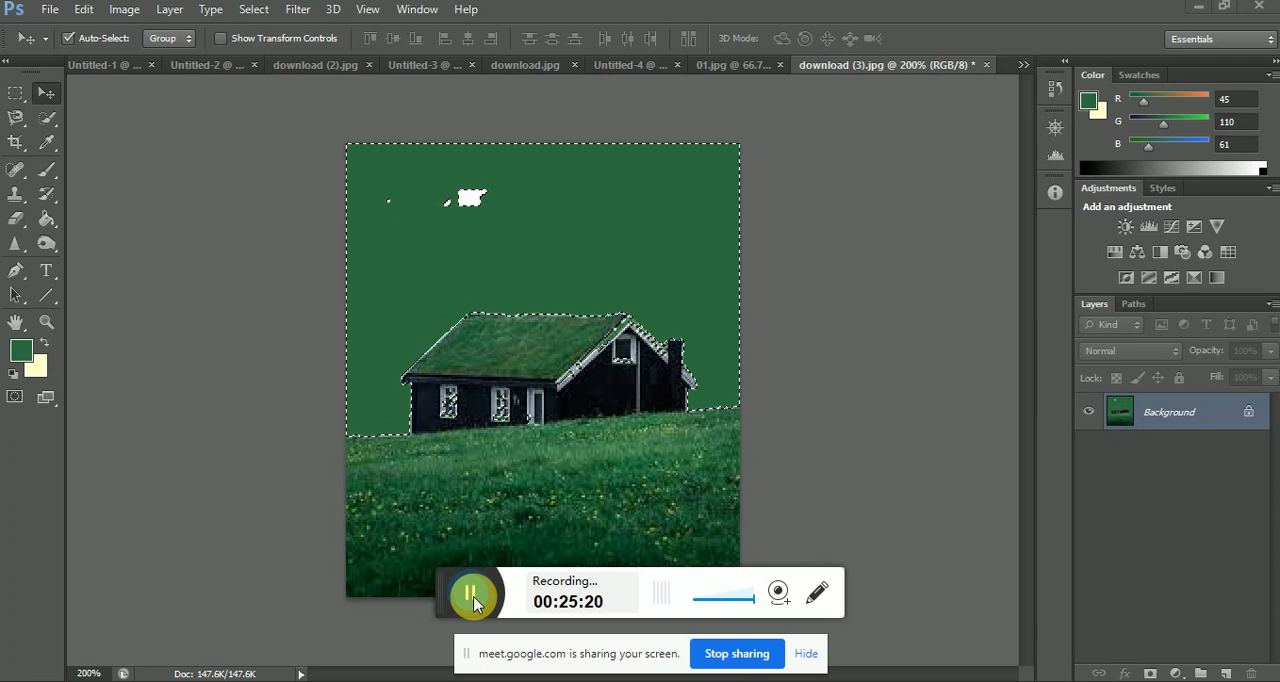 Ps File Edit Image Layer Type Select Filter 3D View Window Help
Auto-Select: Group Show Transform Controls 3D Mode: Essentials
Untitled-1 @ ... × Untitled-2 @ ... × download (2).jpg × Untitled-3 @ ... × download.jpg × Untitled-4 @ ... × 01.jpg @ 66.7... × download (3).jpg @ 200% (RGB/8) * ×
Color Swatches
R 45
G 110
B 61
Adjustments Styles
Add an adjustment
Layers Paths
Kind
Normal Opacity: 100%
Lock: Fill: 100%
Background
Recording...
00:25:20
meet.google.com is sharing your screen. Stop sharing Hide
200% Doc: 147.6K/147.6K